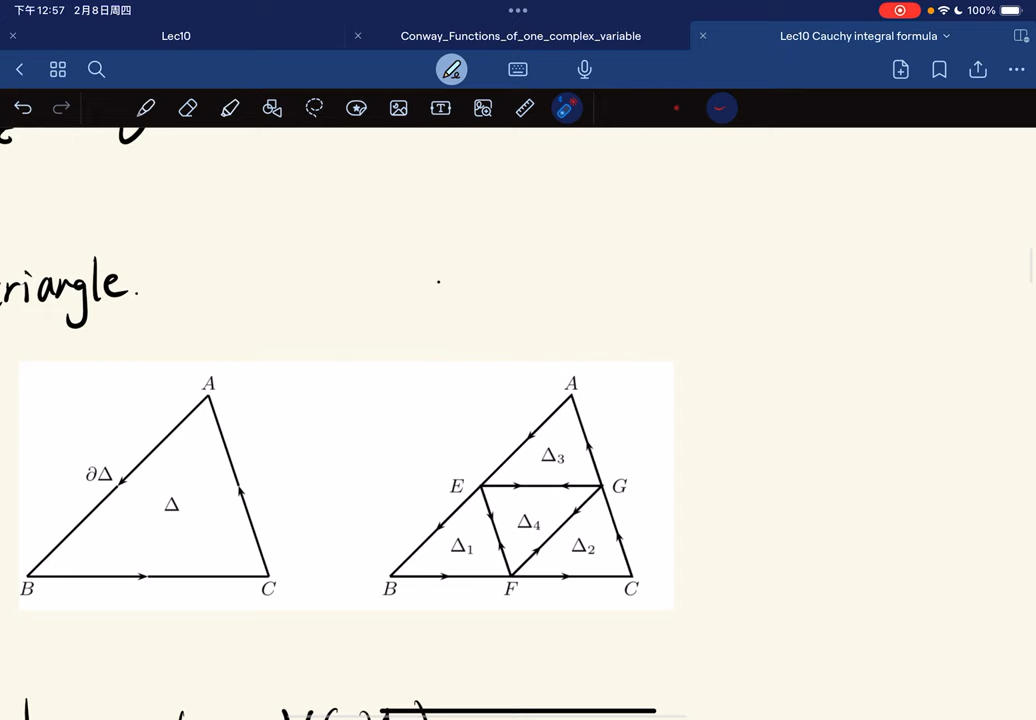 下午12:57 2月8日周四
100%
Lec10
Conway_Functions_of_one_complex_variable
Lec10 Cauchy integral formula
riangle.
A
A
∂Δ
Δ
Δ₃
E
G
Δ₄
Δ₁
Δ₂
B
C
B
F
C